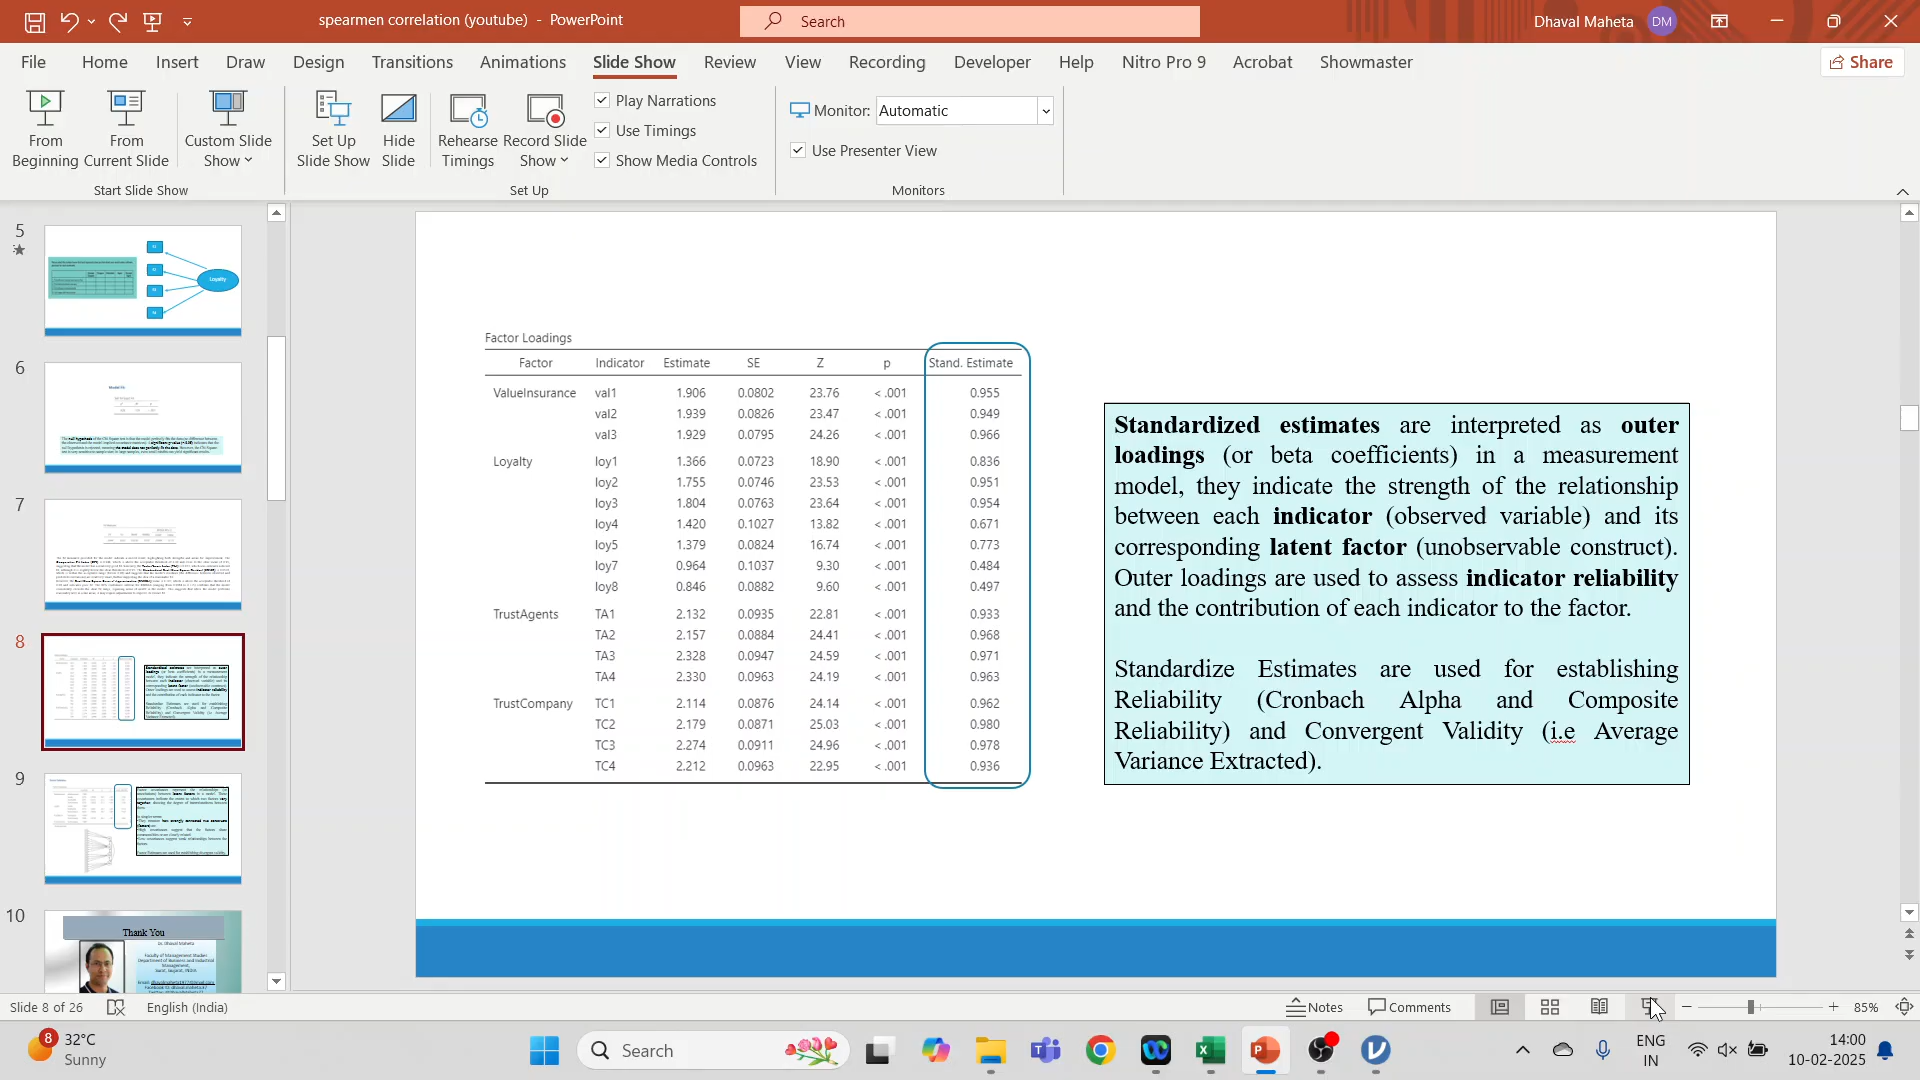 spearmen correlation (youtube) - PowerPoint
Search
Dhaval Maheta DM
File Home Insert Draw Design Transitions Animations Slide Show Review View Recording Developer Help Nitro Pro 9 Acrobat Showmaster
Share
From Beginning
From Current Slide
Custom Slide Show
Start Slide Show
Set Up Slide Show
Hide Slide
Rehearse Timings
Record Slide Show
Play Narrations
Use Timings
Show Media Controls
Set Up
Monitor: Automatic
Use Presenter View
Monitors
5
Loyalty
6
7
8
9
10
Thank You
Factor Loadings
Factor Indicator Estimate SE Z p Stand. Estimate
ValueInsurance val1 1.906 0.0802 23.76 < .001 0.955
val2 1.939 0.0826 23.47 < .001 0.949
val3 1.929 0.0795 24.26 < .001 0.966
Loyalty loy1 1.366 0.0723 18.90 < .001 0.836
loy2 1.755 0.0746 23.53 < .001 0.951
loy3 1.804 0.0763 23.64 < .001 0.954
loy4 1.420 0.1027 13.82 < .001 0.671
loy5 1.379 0.0824 16.74 < .001 0.773
loy7 0.964 0.1037 9.30 < .001 0.484
loy8 0.846 0.0882 9.60 < .001 0.497
TrustAgents TA1 2.132 0.0935 22.81 < .001 0.933
TA2 2.157 0.0884 24.41 < .001 0.968
TA3 2.328 0.0947 24.59 < .001 0.971
TA4 2.330 0.0963 24.19 < .001 0.963
TrustCompany TC1 2.114 0.0876 24.14 < .001 0.962
TC2 2.179 0.0871 25.03 < .001 0.980
TC3 2.274 0.0911 24.96 < .001 0.978
TC4 2.212 0.0963 22.95 < .001 0.936
Standardized estimates are interpreted as outer
loadings (or beta coefficients) in a measurement
model, they indicate the strength of the relationship
between each indicator (observed variable) and its
corresponding latent factor (unobservable construct).
Outer loadings are used to assess indicator reliability
and the contribution of each indicator to the factor.
Standardize Estimates are used for establishing
Reliability (Cronbach Alpha and Composite
Reliability) and Convergent Validity (i.e Average
Variance Extracted).
Slide 8 of 26 English (India)
Notes Comments
85%
8
32°C
Sunny
Search
ENG
IN
14:00
10-02-2025